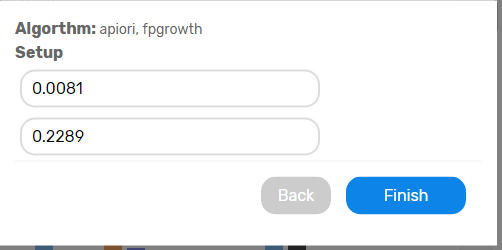 Algorthm: apiori, fpgrowth
Setup
0.0081
0.2289
Back
Finish